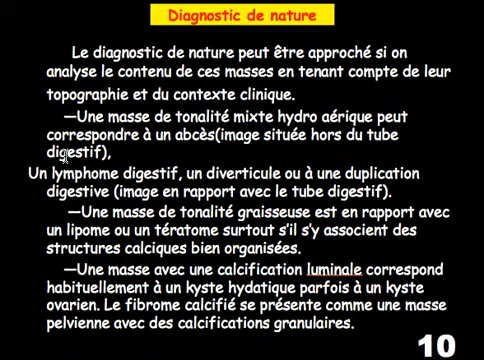 Diagnostic de nature
Le diagnostic de nature peut être approché si on
analyse le contenu de ces masses en tenant compte de leur
topographie et du contexte clinique.
—Une masse de tonalité mixte hydro aérique peut
correspondre à un abcès(image située hors du tube
digestif),
Un lymphome digestif, un diverticule ou à une duplication
digestive (image en rapport avec le tube digestif).
—Une masse de tonalité graisseuse est en rapport avec
un lipome ou un tératome surtout s'il s'y associent des
structures calciques bien organisées.
—Une masse avec une calcification luminale correspond
habituellement à un kyste hydatique parfois à un kyste
ovarien. Le fibrome calcifié se présente comme une masse
pelvienne avec des calcifications granulaires.
10